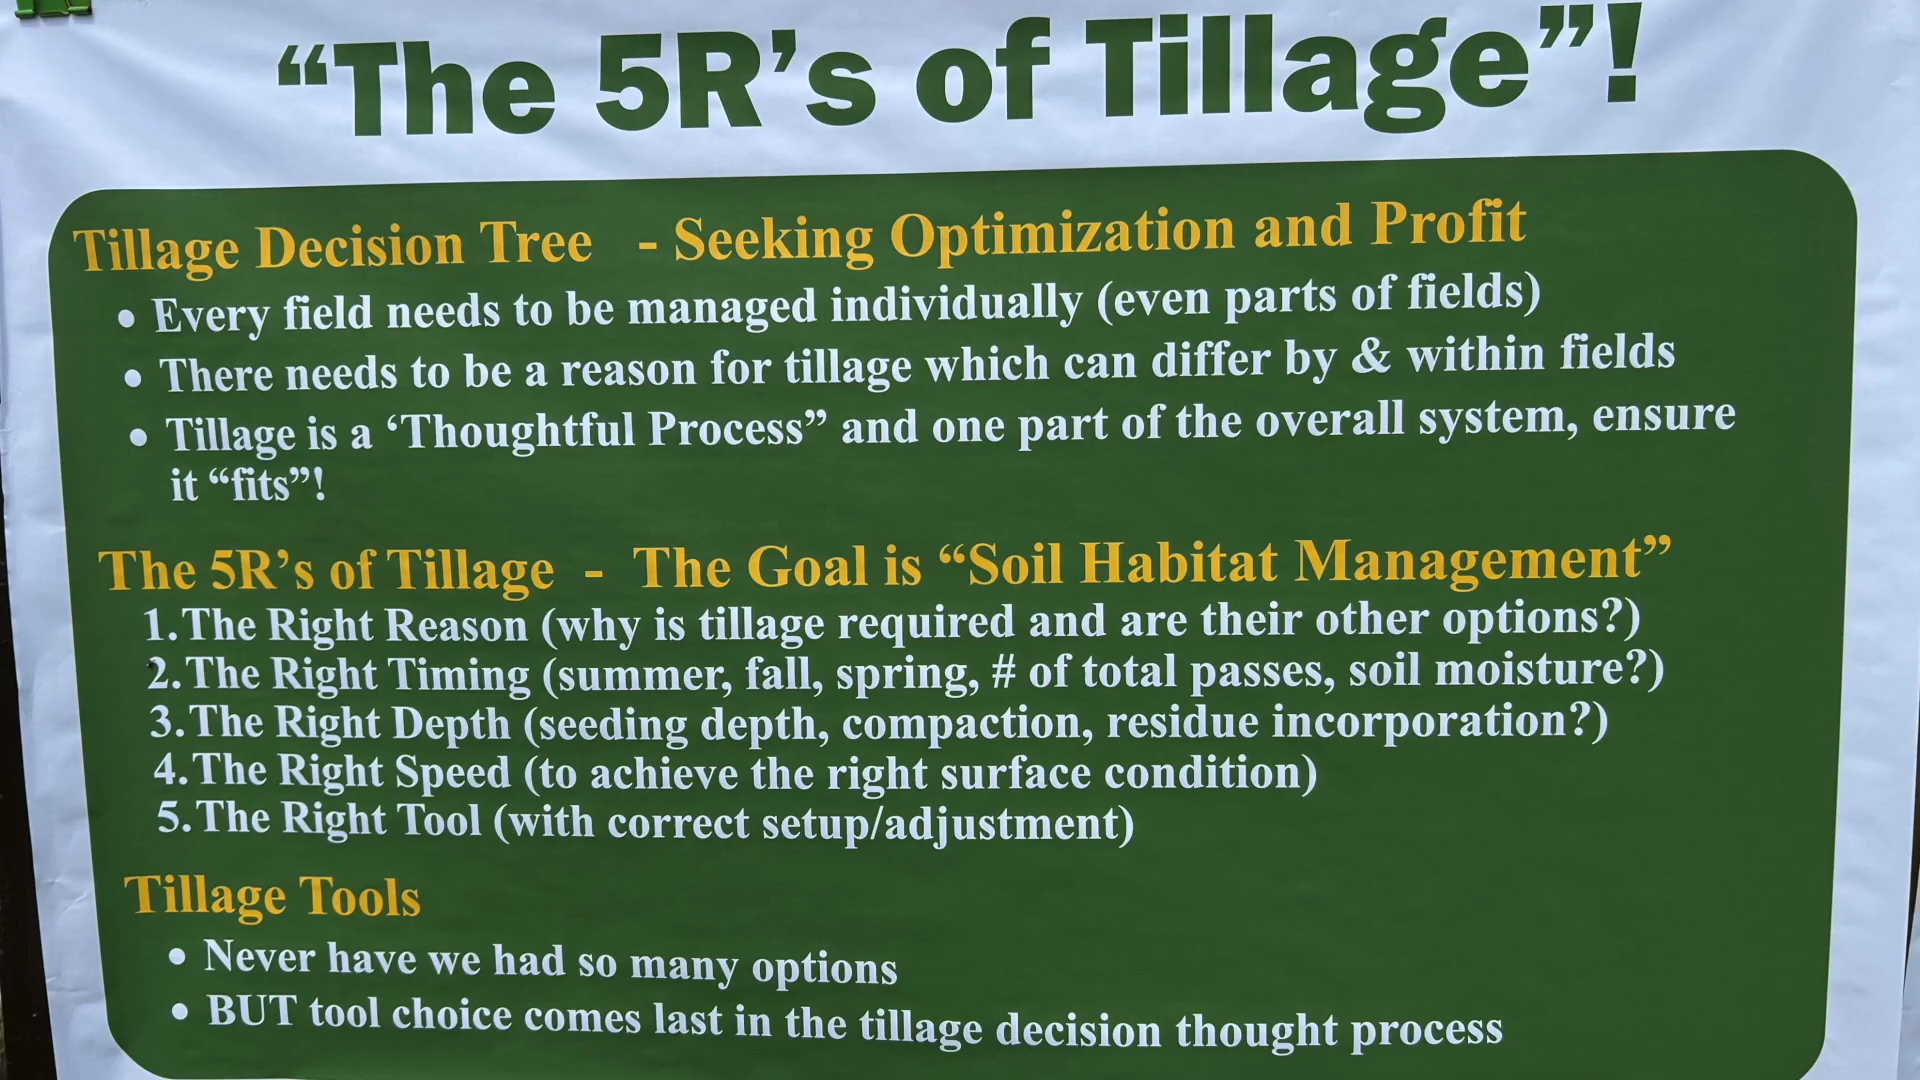 “The 5R’s of Tillage”!
Tillage Decision Tree - Seeking Optimization and Profit
• Every field needs to be managed individually (even parts of fields)
• There needs to be a reason for tillage which can differ by & within fields
• Tillage is a ‘Thoughtful Process” and one part of the overall system, ensure
it “fits”!
The 5R’s of Tillage - The Goal is “Soil Habitat Management”
1. The Right Reason (why is tillage required and are their other options?)
2. The Right Timing (summer, fall, spring, # of total passes, soil moisture?)
3. The Right Depth (seeding depth, compaction, residue incorporation?)
4. The Right Speed (to achieve the right surface condition)
5. The Right Tool (with correct setup/adjustment)
Tillage Tools
• Never have we had so many options
• BUT tool choice comes last in the tillage decision thought process